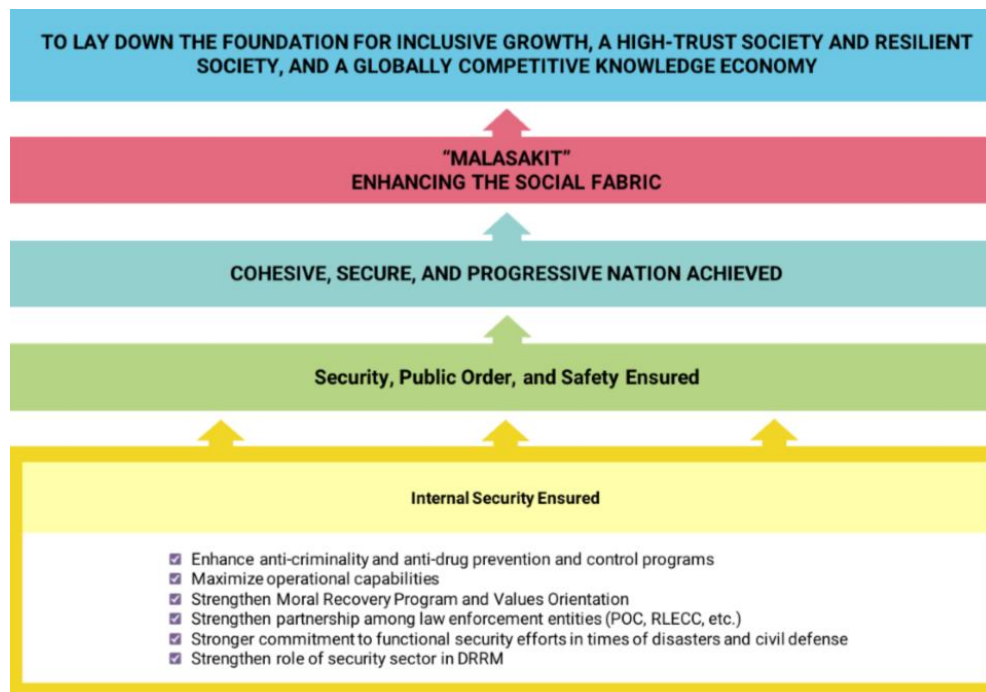 TO LAY DOWN THE FOUNDATION FOR INCLUSIVE GROWTH, A HIGH-TRUST SOCIETY AND RESILIENT
SOCIETY, AND A GLOBALLY COMPETITIVE KNOWLEDGE ECONOMY
“MALASAKIT”
ENHANCING THE SOCIAL FABRIC
COHESIVE, SECURE, AND PROGRESSIVE NATION ACHIEVED
Security, Public Order, and Safety Ensured
Internal Security Ensured
Enhance anti-criminality and anti-drug prevention and control programs
Maximize operational capabilities
Strengthen Moral Recovery Program and Values Orientation
Strengthen partnership among law enforcement entities (POC, RLECC, etc.)
Stronger commitment to functional security efforts in times of disasters and civil defense
Strengthen role of security sector in DRRM